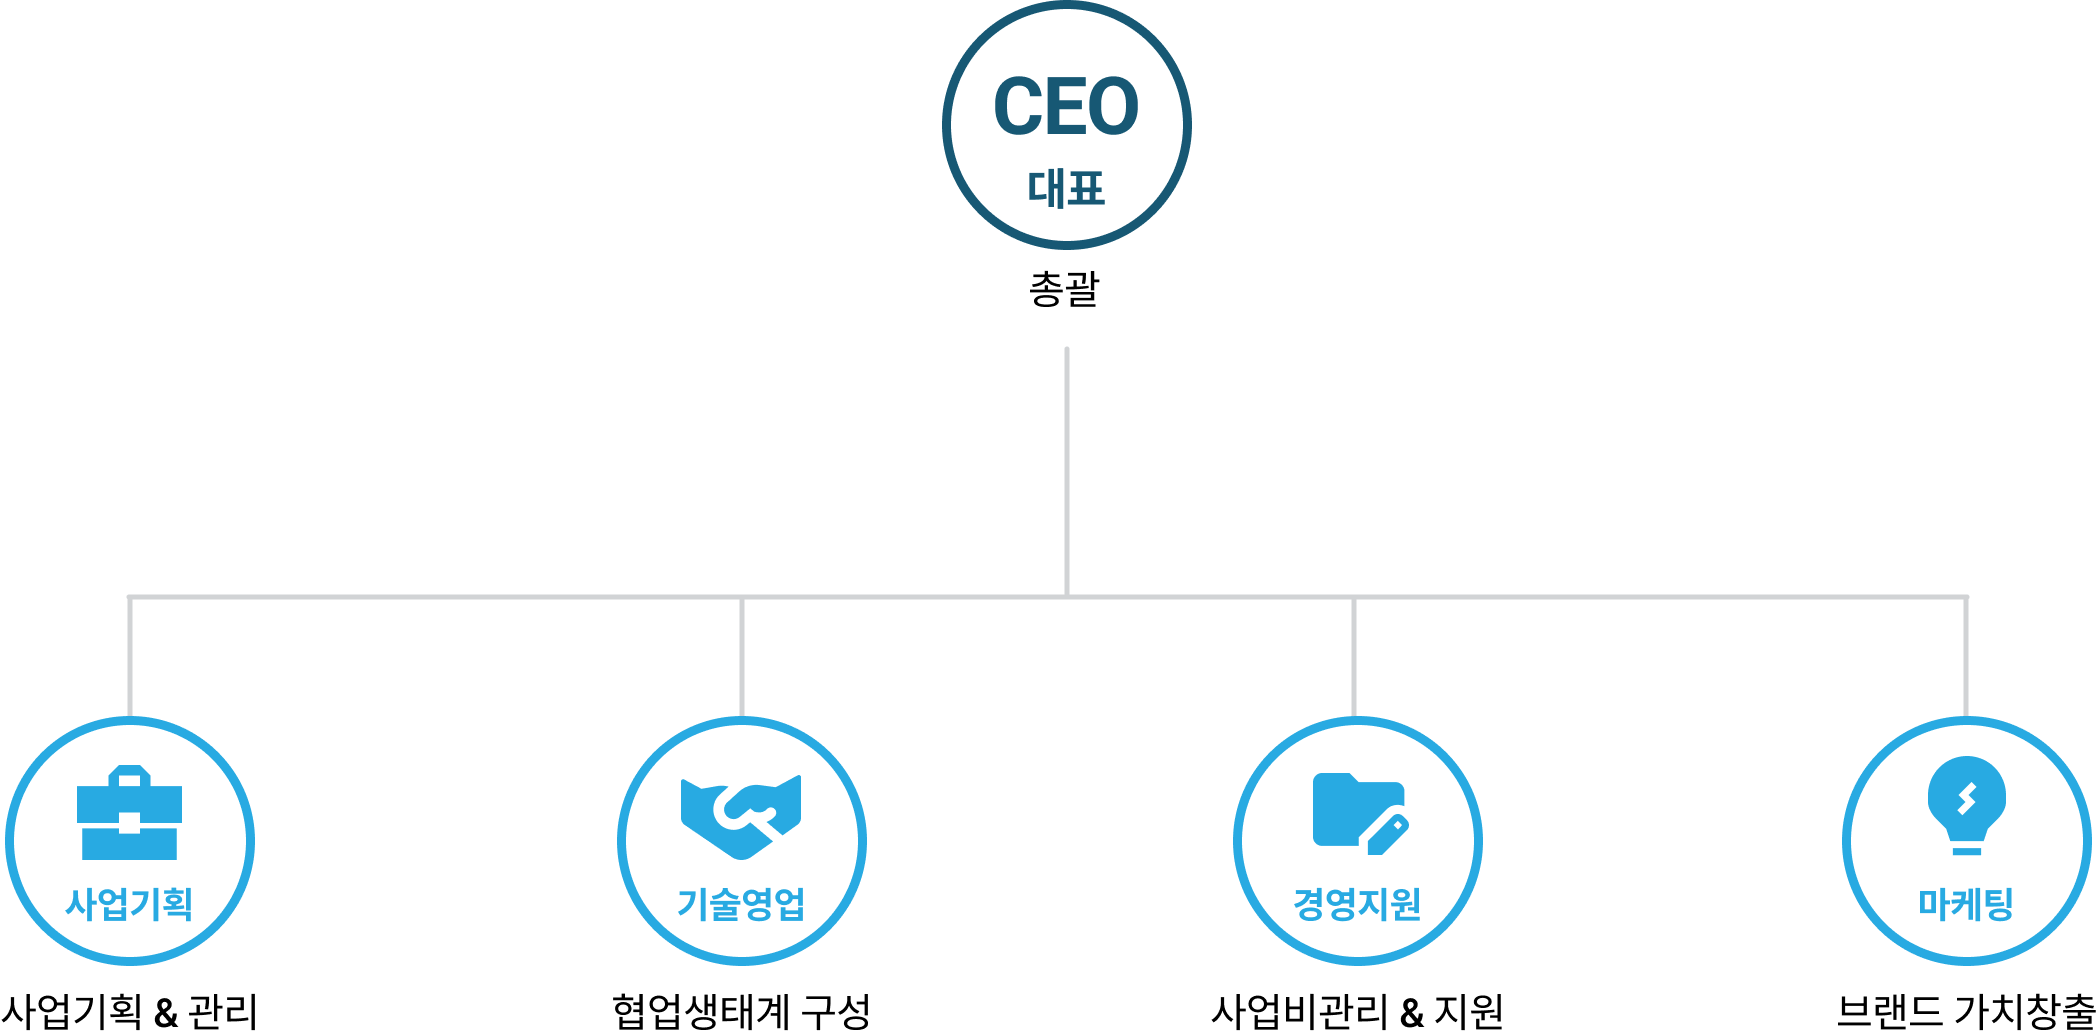 CEO
대표
총괄
사업기획
기술영업
경영지원
마케팅
사업기획 & 관리
협업생태계 구성
사업비관리 & 지원
브랜드 가치창출